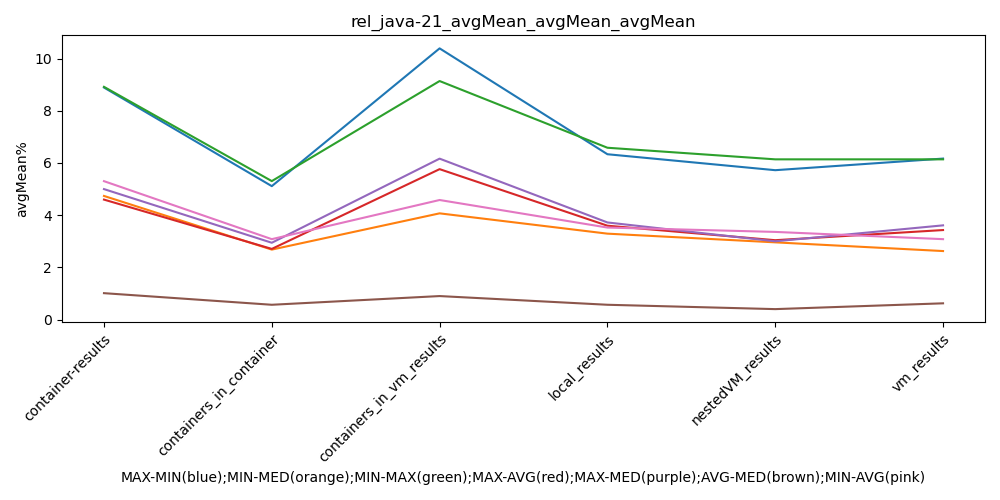 rel_java-21_avgMean_avgMean_avgMean
avgMean%
10
8
6
4
2
0
container-results
containers_in_container
containers_in_vm_results
local_results
nestedVM_results
vm_results
MAX-MIN(blue);MIN-MED(orange);MIN-MAX(green);MAX-AVG(red);MAX-MED(purple);AVG-MED(brown);MIN-AVG(pink)